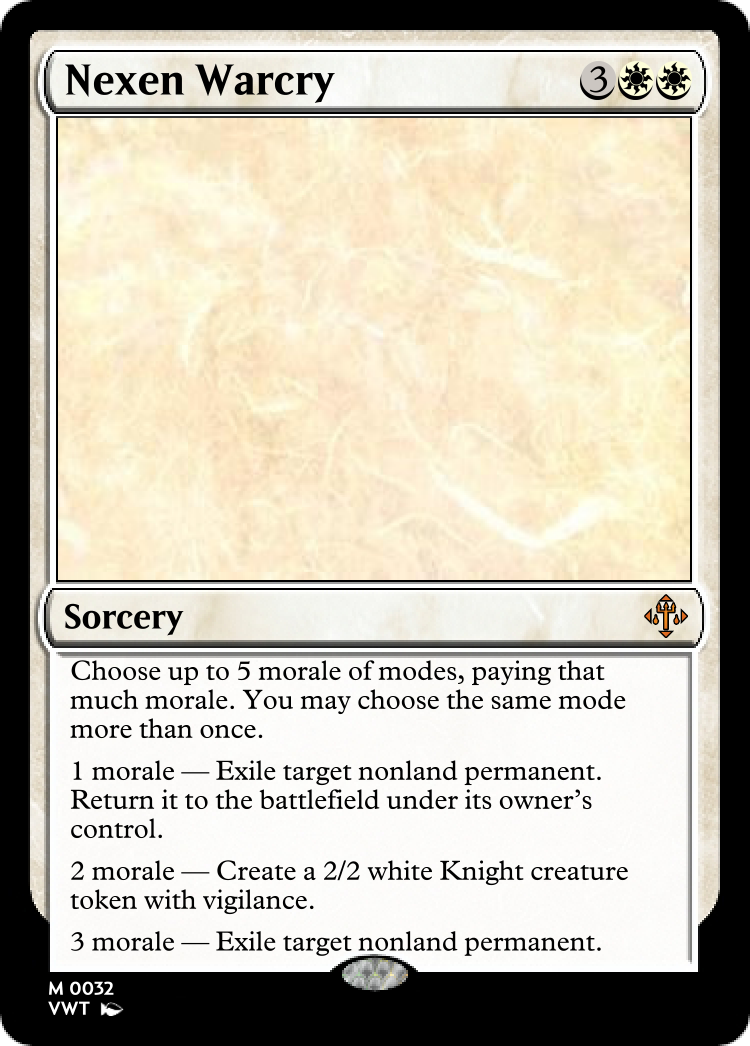 Nexen Warcry 3
Sorcery
Choose up to 5 morale of modes, paying that
much morale. You may choose the same mode
more than once.
1 morale — Exile target nonland permanent.
Return it to the battlefield under its owner’s
control.
2 morale — Create a 2/2 white Knight creature
token with vigilance.
3 morale — Exile target nonland permanent.
M 0032
VWT